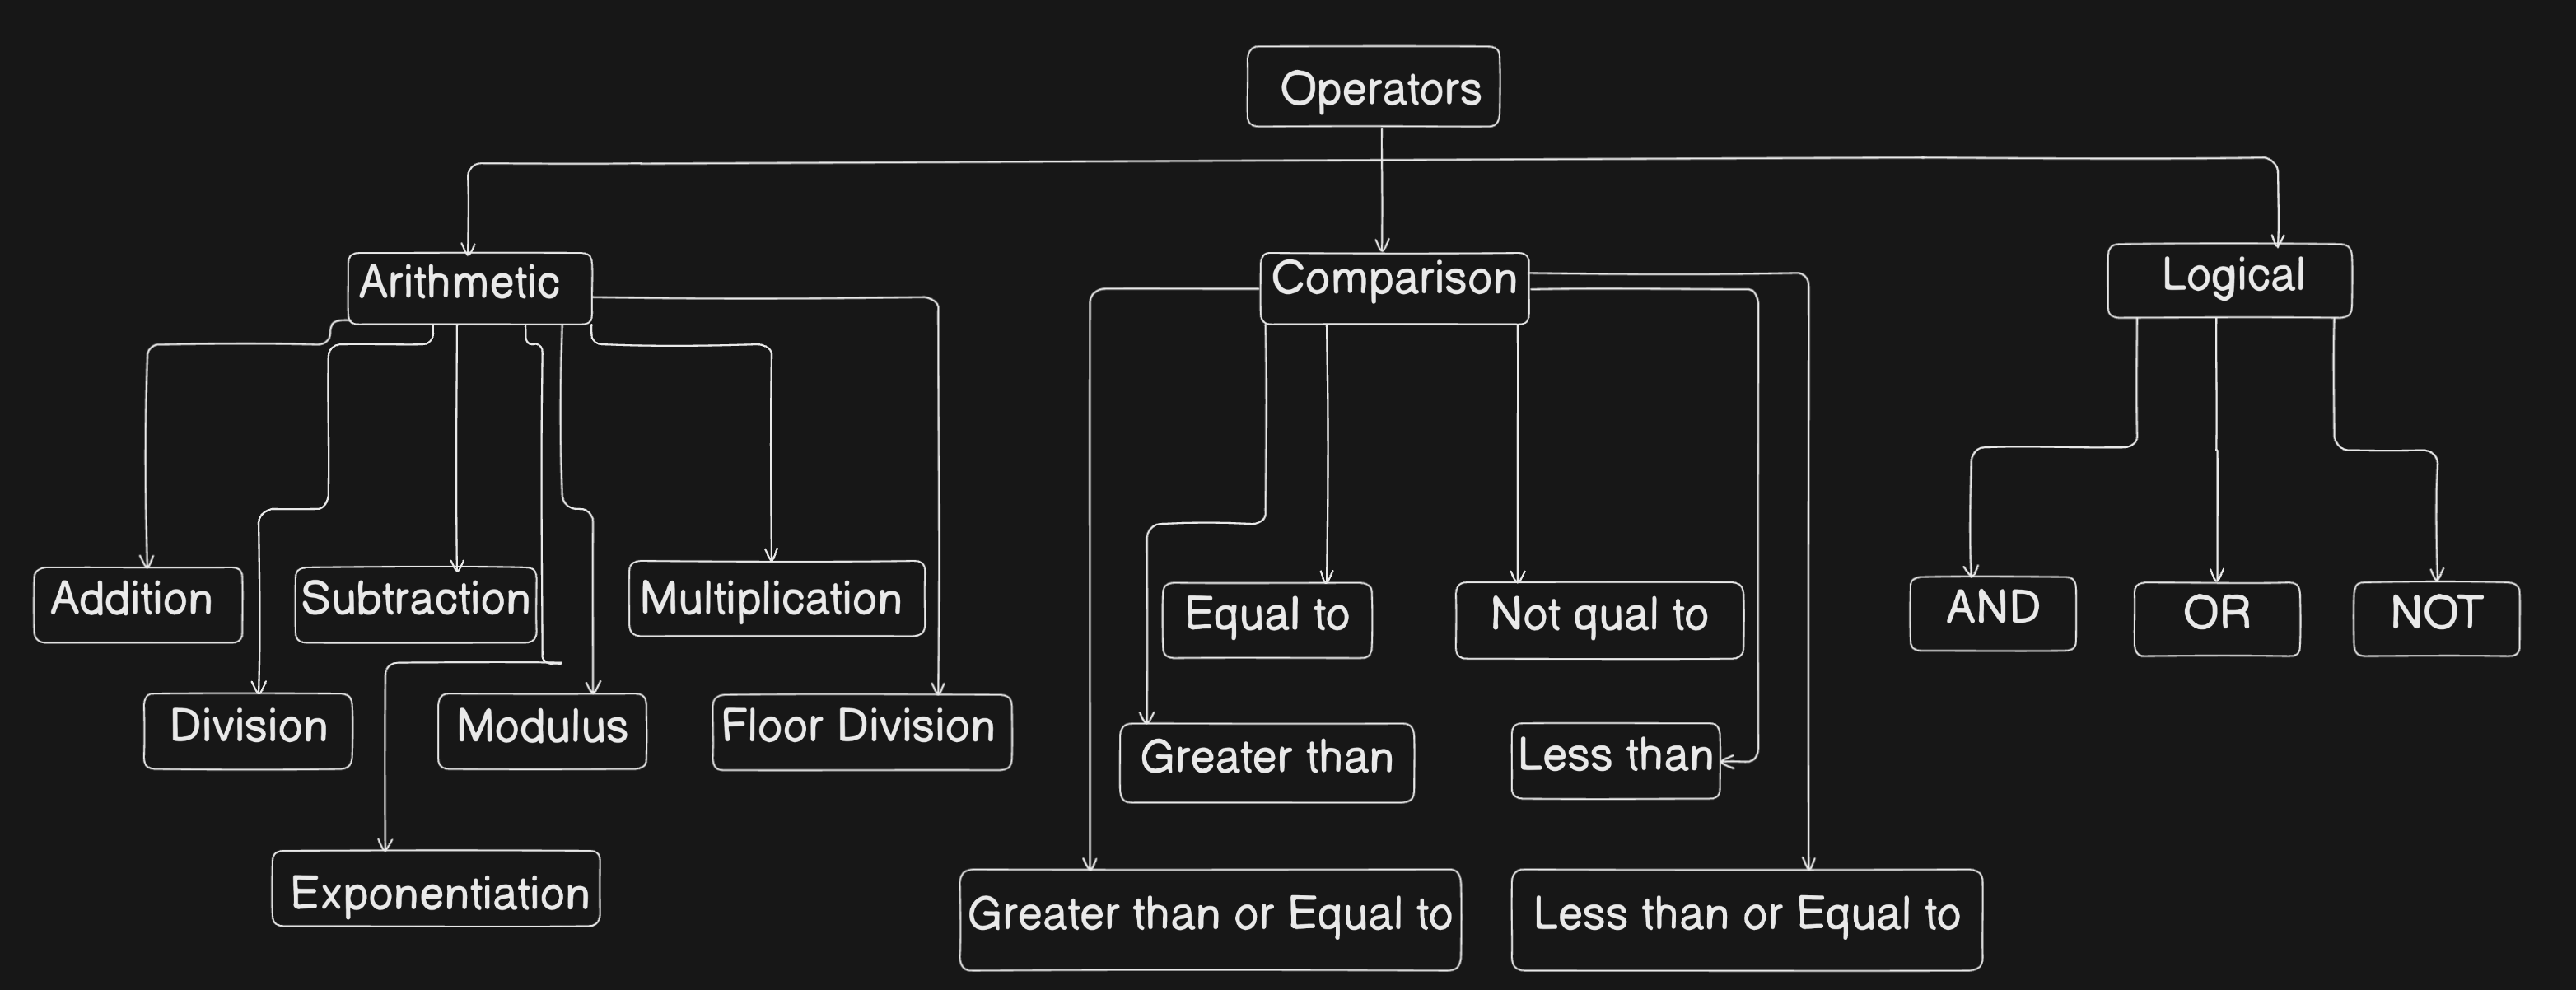 Operators
Arithmetic
Comparison
Logical
Addition
Subtraction
Multiplication
Equal to
Not qual to
AND
OR
NOT
Division
Modulus
Floor Division
Greater than
Less than
Exponentiation
Greater than or Equal to
Less than or Equal to